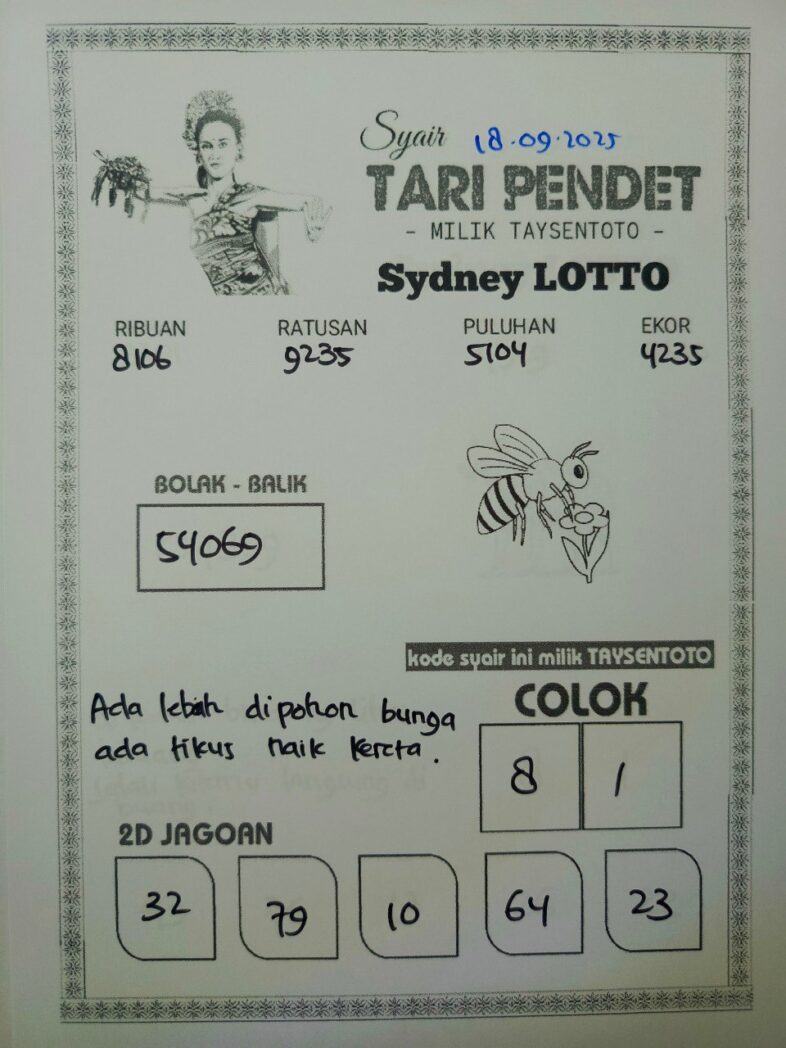 Syair 18.09.2025
TARI PENDET
- MILIK TAYSENTOTO -
Sydney LOTTO
RIBUAN RATUSAN PULUHAN EKOR
8106 9235 5104 4235
BOLAK - BALIK
54069
kode syair ini milik TAYSENTOTO
Ada lebah dipohon bunga
ada tikus naik kereta.
COLOK
8 1
2D JAGOAN
32 79 10 64 23